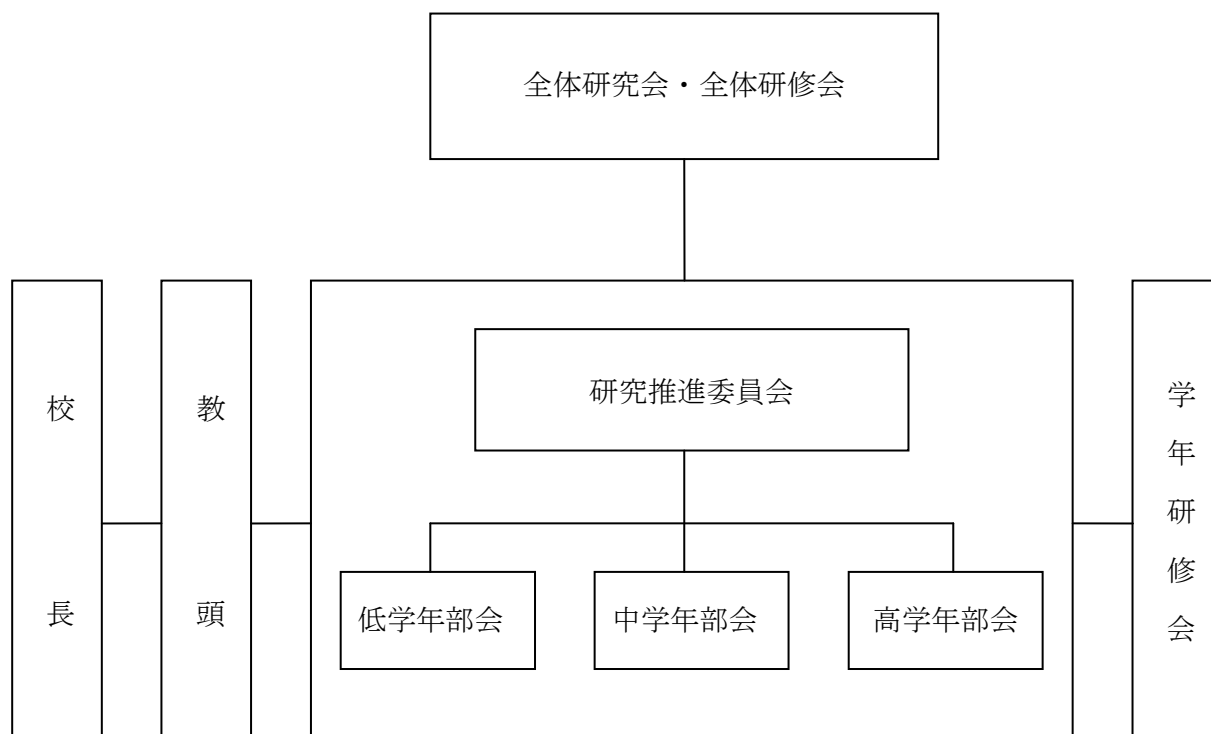 全体研究会・全体研修会
校長
教頭
研究推進委員会
低学年部会
中学年部会
高学年部会
学年研修会